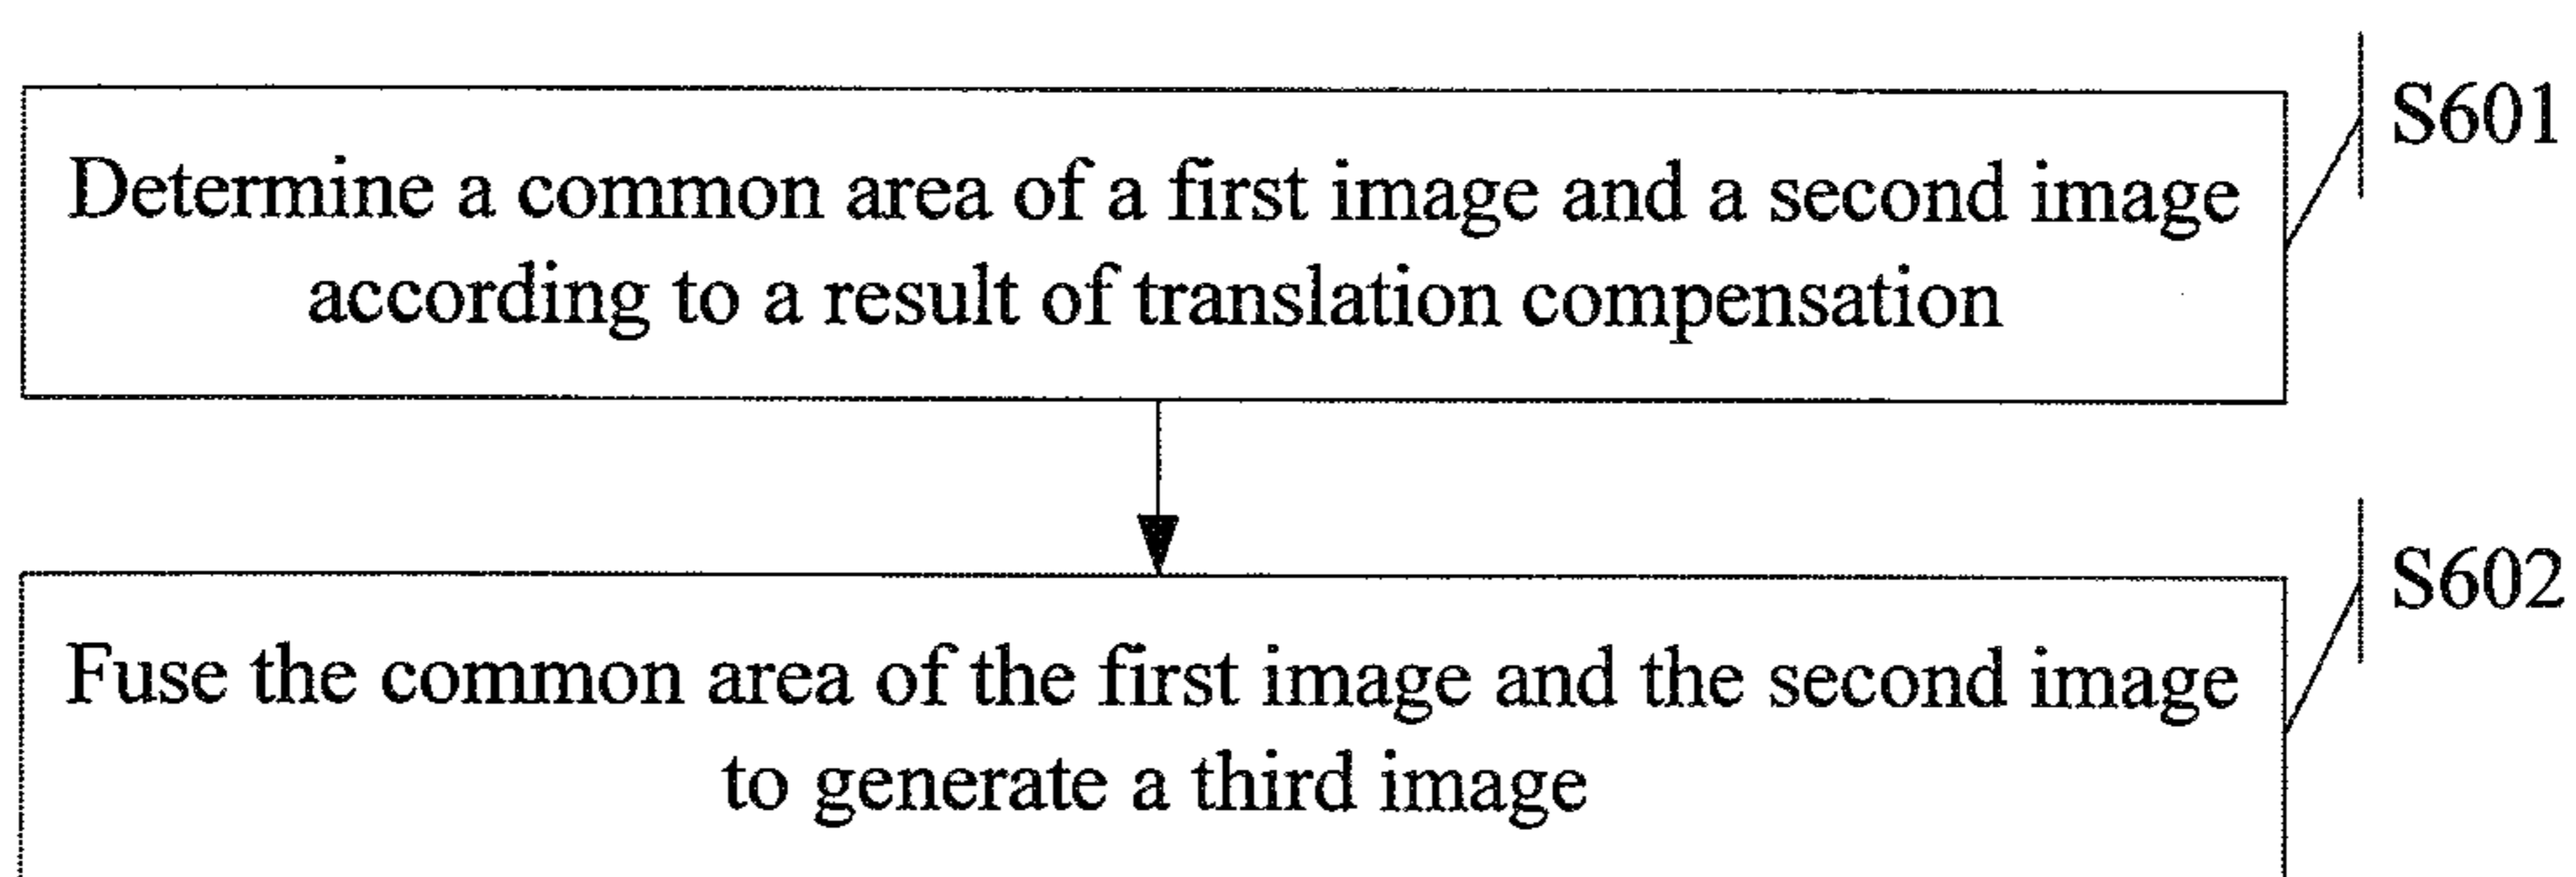 S601
Determine a common area of a first image and a second image
according to a result of translation compensation
S602
Fuse the common area of the first image and the second image
to generate a third image